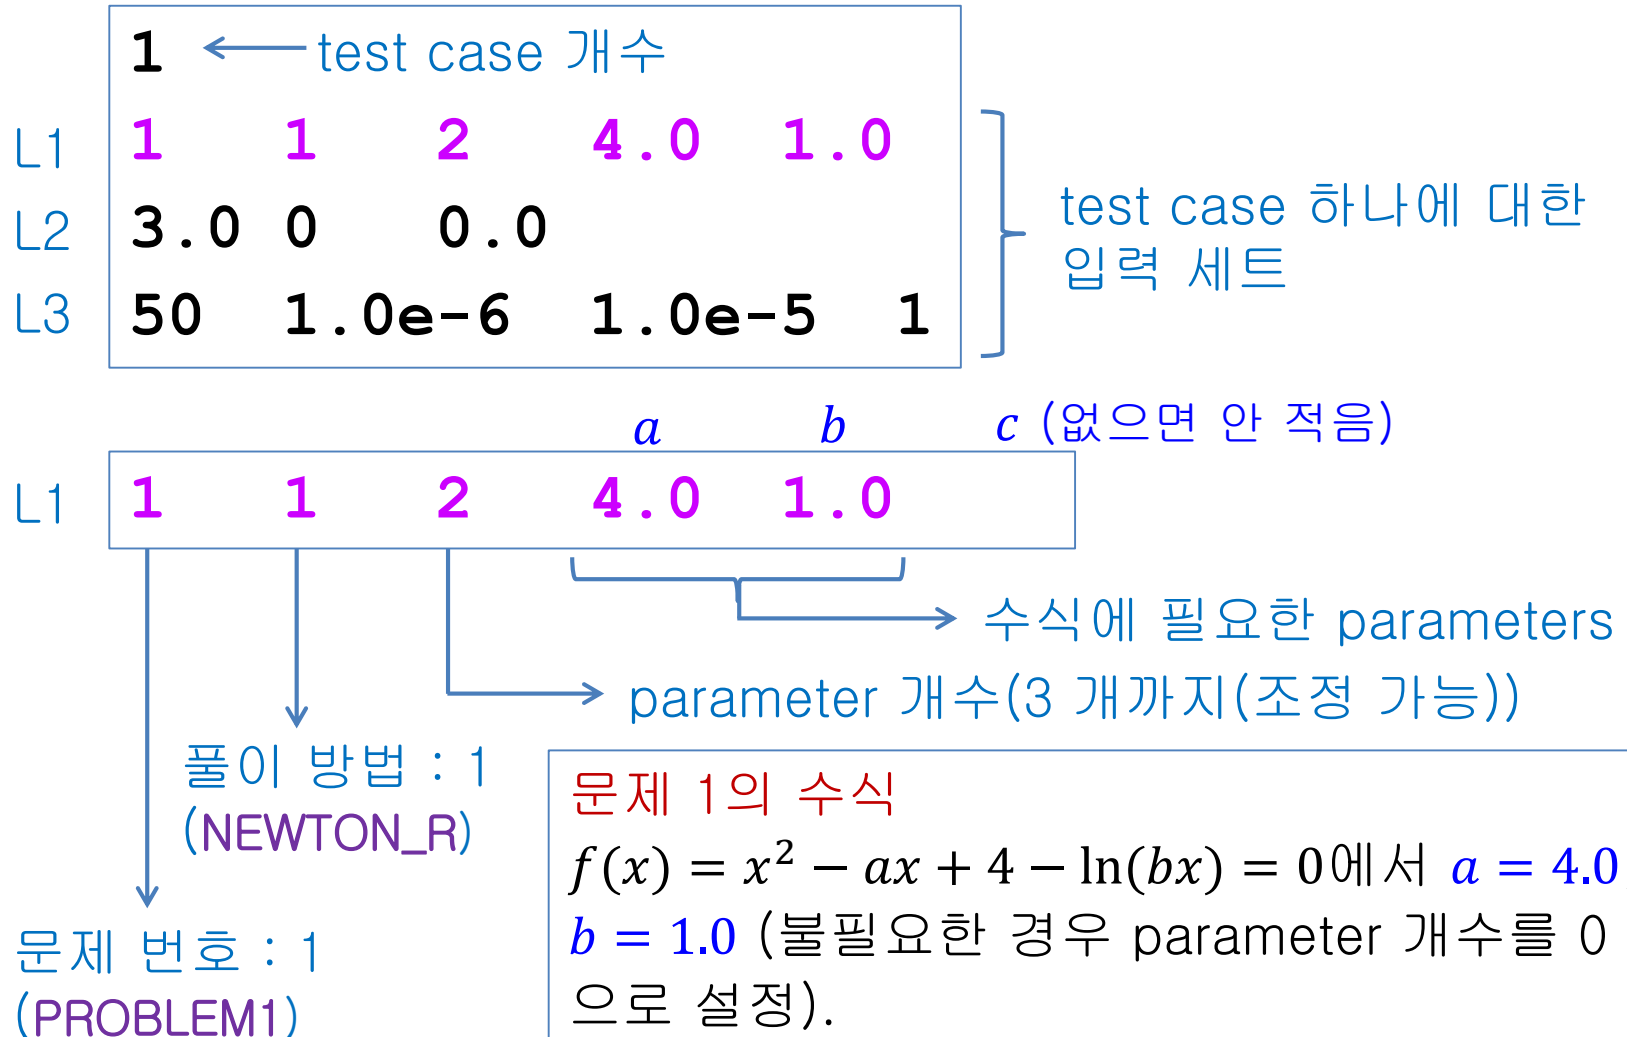 1 test case 개수
L1 1 1 2 4.0 1.0
L2 3.0 0 0.0
L3 50 1.0e-6 1.0e-5 1
test case 하나에 대한
입력 세트
a b c (없으면 안 적음)
L1 1 1 2 4.0 1.0
수식에 필요한 parameters
parameter 개수(3 개까지(조정 가능))
풀이 방법 : 1
(NEWTON_R)
문제 번호 : 1
(PROBLEM1)
문제 1의 수식
f(x) = x² − ax + 4 − ln(bx) = 0에서 a = 4.0
b = 1.0 (불필요한 경우 parameter 개수를 0
으로 설정).